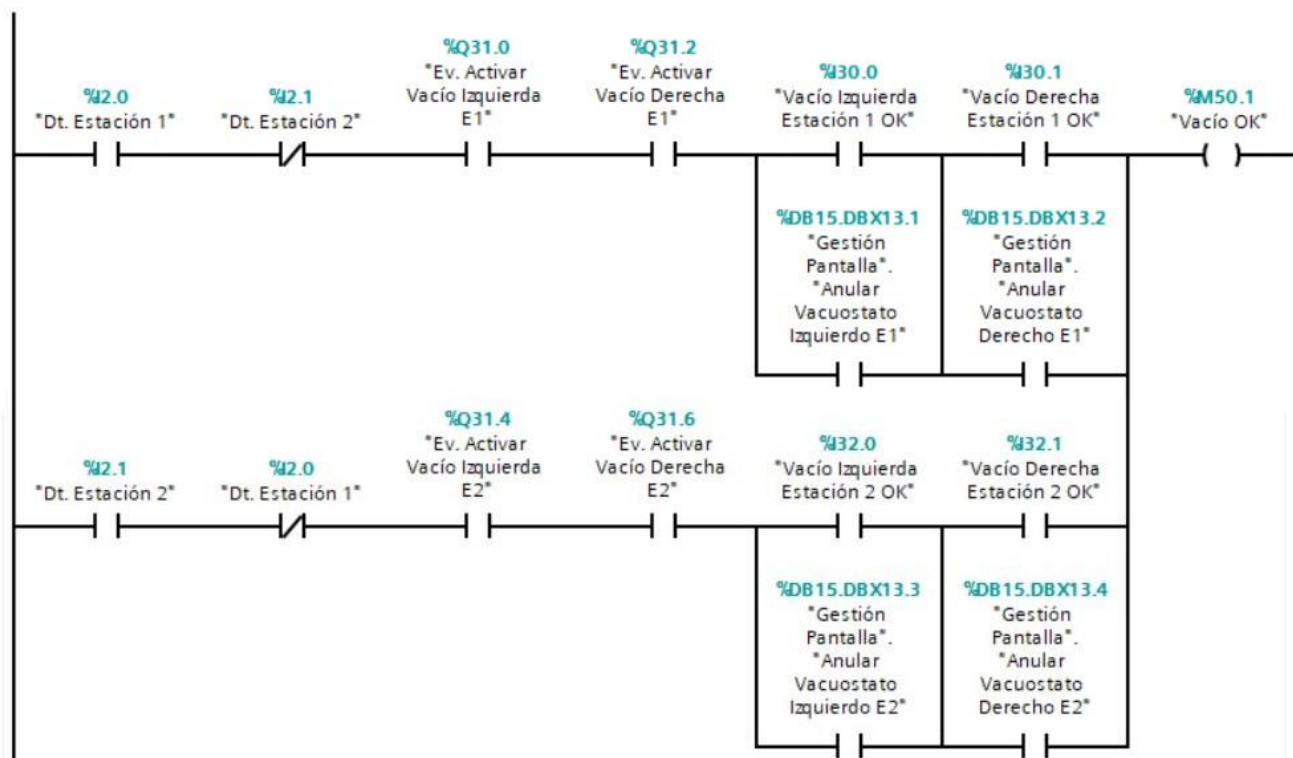 %I2.0
"Dt. Estación 1"
%I2.1
"Dt. Estación 2"
%Q31.0
"Ev. Activar
Vacío Izquierda
E1"
%Q31.2
"Ev. Activar
Vacío Derecha
E1"
%I30.0
"Vacío Izquierda
Estación 1 OK"
%I30.1
"Vacío Derecha
Estación 1 OK"
%M50.1
"Vacío OK"
%DB15.DBX13.1
"Gestión
Pantalla".
"Anular
Vacuostato
Izquierdo E1"
%DB15.DBX13.2
"Gestión
Pantalla".
"Anular
Vacuostato
Derecho E1"
%I2.1
"Dt. Estación 2"
%I2.0
"Dt. Estación 1"
%Q31.4
"Ev. Activar
Vacío Izquierda
E2"
%Q31.6
"Ev. Activar
Vacío Derecha
E2"
%I32.0
"Vacío Izquierda
Estación 2 OK"
%I32.1
"Vacío Derecha
Estación 2 OK"
%DB15.DBX13.3
"Gestión
Pantalla".
"Anular
Vacuostato
Izquierdo E2"
%DB15.DBX13.4
"Gestión
Pantalla".
"Anular
Vacuostato
Derecho E2"